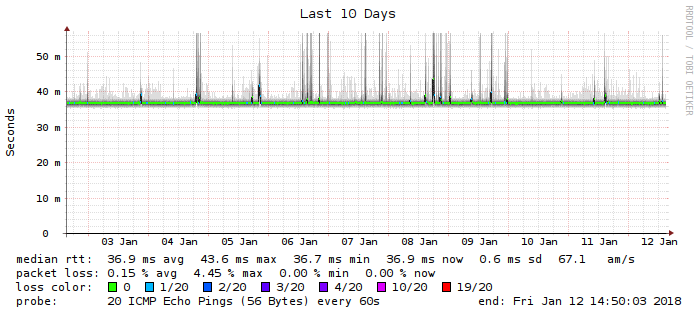 Last 10 Days
RRDTOOL / TOBI OETIKER
Seconds
50 m
40 m
30 m
20 m
10 m
0
03 Jan 04 Jan 05 Jan 06 Jan 07 Jan 08 Jan 09 Jan 10 Jan 11 Jan 12 Jan
median rtt: 36.9 ms avg 43.6 ms max 36.7 ms min 36.9 ms now 0.6 ms sd 67.1 am/s
packet loss: 0.15 % avg 4.45 % max 0.00 % min 0.00 % now
loss color: 0 1/20 2/20 3/20 4/20 10/20 19/20
probe: 20 ICMP Echo Pings (56 Bytes) every 60s end: Fri Jan 12 14:50:03 2018